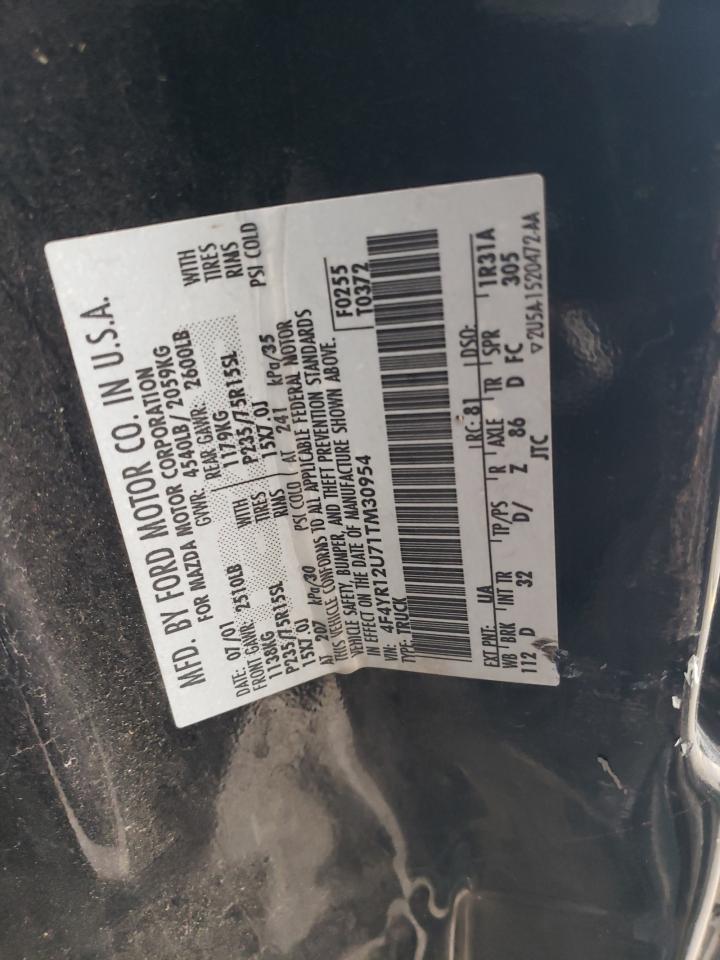 MFD. BY FORD MOTOR CO. IN U.S.A.
FOR MAZDA MOTOR CORPORATION
DATE: 07/01 GVWR: 4540LB/ 2059KG
FRONT GAWR: 2510LB REAR GAWR: 2600LB
1138KG WITH 1179KG WITH
P235/75R15SL TIRES P235/75R15SL TIRES
15X7.0J RIMS 15X7.0J RIMS
AT 207 kPa/30 PSI COLD AT 241 kPa/35 PSI COLD
THIS VEHICLE CONFORMS TO ALL APPLICABLE FEDERAL MOTOR
VEHICLE SAFETY, BUMPER, AND THEFT PREVENTION STANDARDS
IN EFFECT ON THE DATE OF MANUFACTURE SHOWN ABOVE.
VIN: 4F4YR12U71TM30954 F0255
TYPE: TRUCK T0372
EXT PNT: UA RC: 81 DSO:
WB BRK INT TR TP/PS R AXLE TR SPR 1R31A
112 D 32 D/ Z 86 D FC 305
JTC ▽2U5A1520472-AA